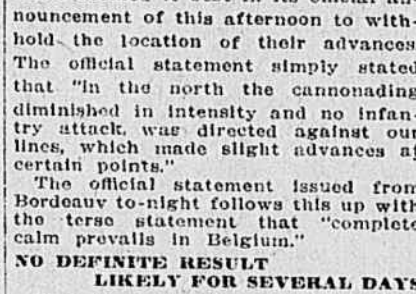 nouncement of this afternoon to with-
hold the location of their advances
The official statement simply stated
that "in the north the cannonading
diminished in intensity and no infan-
try attack was directed against our
lines, which made slight advances at
certain points."
The official statement issued from
Bordeauv to-night follows this up with
the terse statement that "complete
calm prevails in Belgium."
NO DEFINITE RESULT
LIKELY FOR SEVERAL DAYS